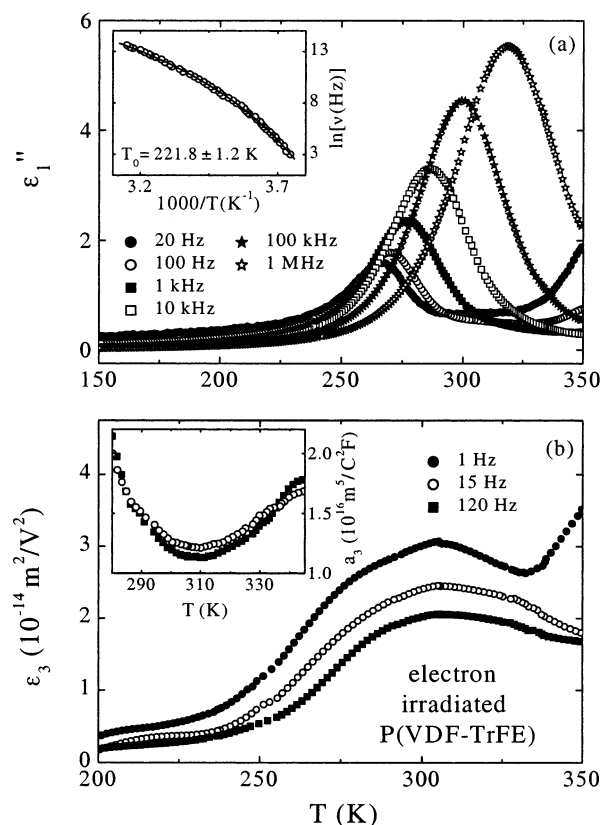 (a)
6
4
2
0
ε₁''
13
8
3
ln[ν(Hz)]
T₀ = 221.8 ± 1.2 K
3.2 3.7
1000/T(K⁻¹)
20 Hz
100 Hz
1 kHz
10 kHz
100 kHz
1 MHz
150 200 250 300 350
(b)
4
3
2
1
0
ε₃ (10⁻¹⁴ m²/V²)
2.0
1.5
1.0
a₃ (10¹⁶ m⁵/C²F)
290 310 330
T (K)
1 Hz
15 Hz
120 Hz
electron
irradiated
P(VDF-TrFE)
200 250 300 350
T (K)